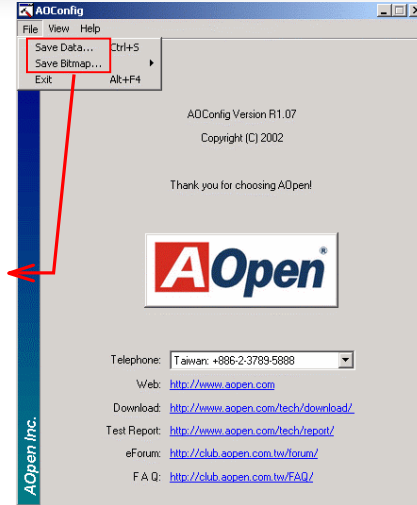 AOConfig
File View Help
Save Data... Ctrl+S
Save Bitmap...
Exit Alt+F4
AOConfig Version R1.07
Copyright (C) 2002
Thank you for choosing AOpen!
AOpen®
Telephone: Taiwan: +886-2-3789-5888
Web: http://www.aopen.com
Download: http://www.aopen.com/tech/download/
Test Report: http://www.aopen.com/tech/report/
eForum: http://club.aopen.com.tw/forum/
F A Q: http://club.aopen.com.tw/FAQ/
AOpen Inc.